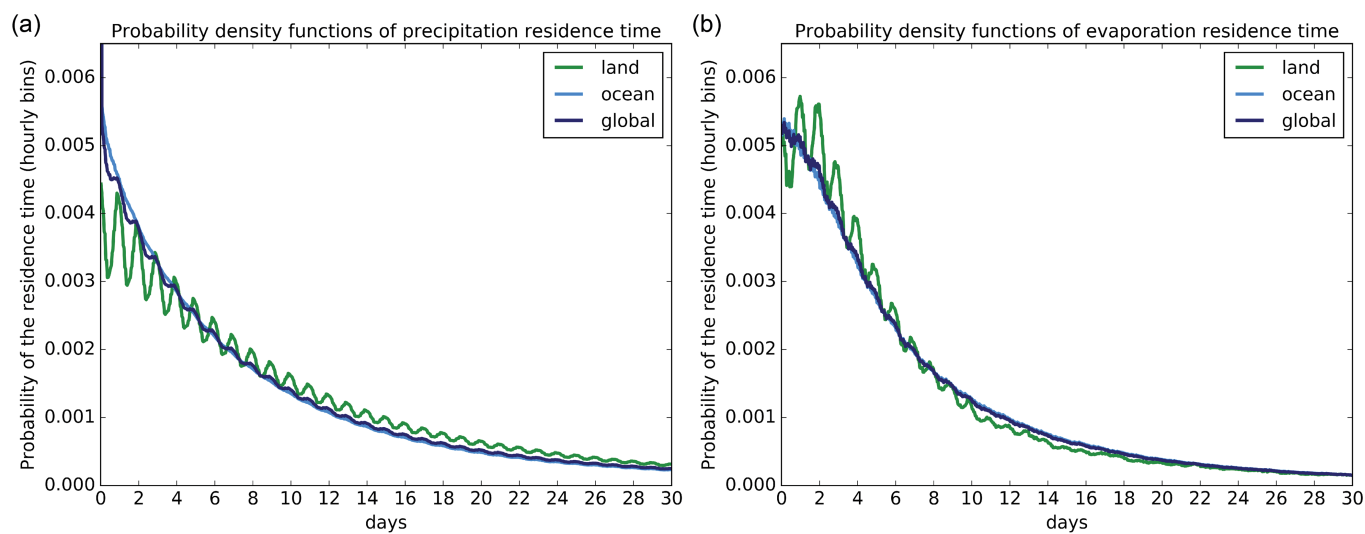 (a)
Probability density functions of precipitation residence time
Probability of the residence time (hourly bins)
0.006
0.005
0.004
0.003
0.002
0.001
0.000
land
ocean
global
0 2 4 6 8 10 12 14 16 18 20 22 24 26 28 30
days
(b)
Probability density functions of evaporation residence time
Probability of the residence time (hourly bins)
0.006
0.005
0.004
0.003
0.002
0.001
0.000
land
ocean
global
0 2 4 6 8 10 12 14 16 18 20 22 24 26 28 30
days